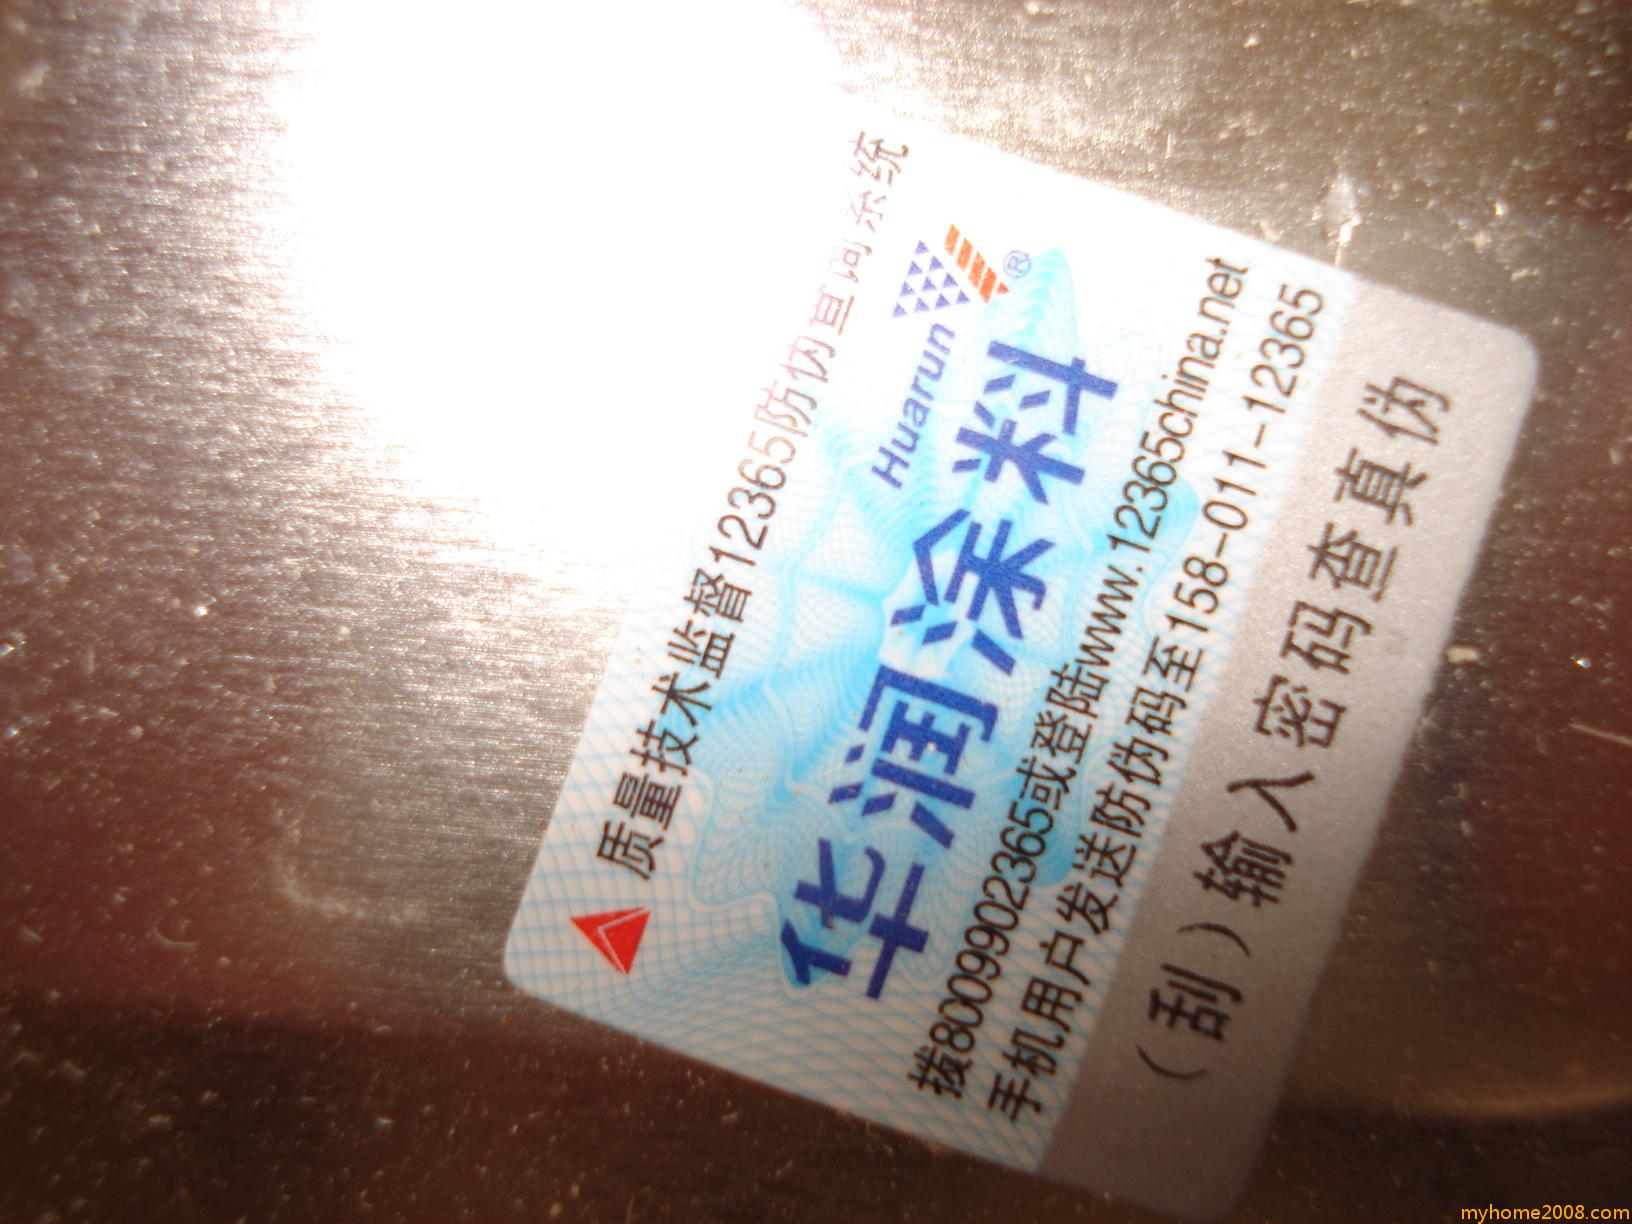 质量技术监督12365防伪查询系统
Huarun
®
华润涂料
拨8009902365或登陆www.12365china.net
手机用户发送防伪码至158-011-12365
(刮)输入密码查真伪
myhome2008.com